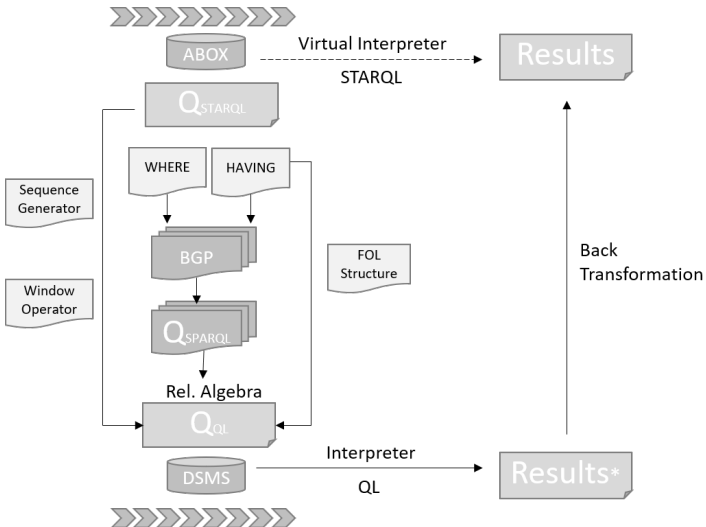 ABOX
Virtual Interpreter
STARQL
Results
QSTARQL
WHERE
HAVING
Sequence
Generator
BGP
FOL
Structure
Back
Transformation
Window
Operator
QSPARQL
Rel. Algebra
QQL
Interpreter
QL
DSMS
Results*